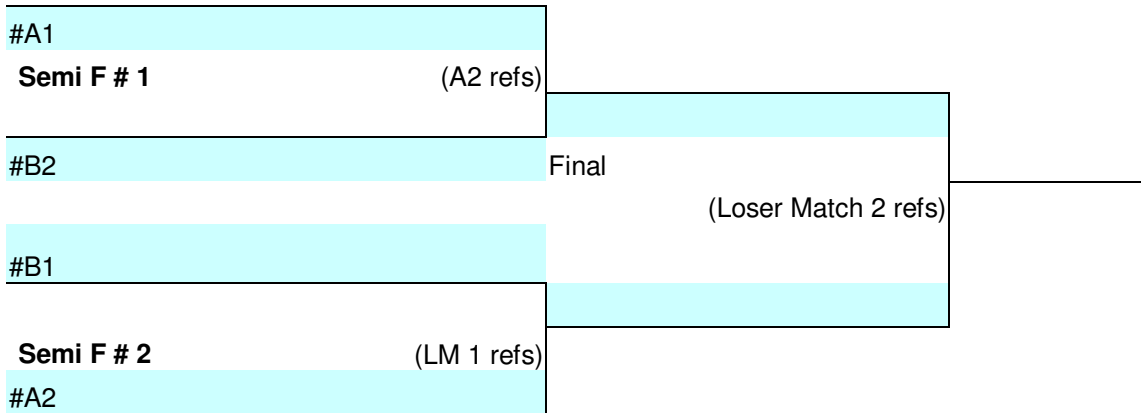 #A1
Semi F # 1 (A2 refs)
#B2
Final
(Loser Match 2 refs)
#B1
Semi F # 2 (LM 1 refs)
#A2